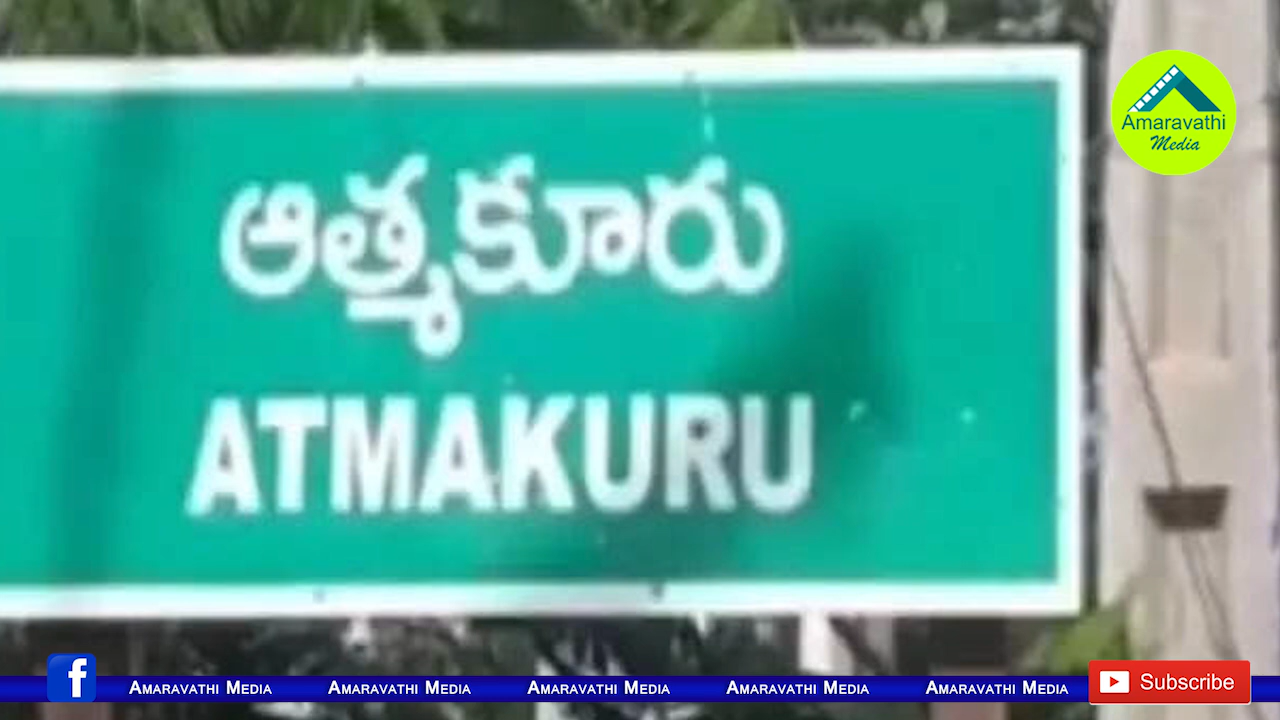 Amaravathi
Media
ఆత్మకూరు
ATMAKURU
f Amaravathi Media Amaravathi Media Amaravathi Media Amaravathi Media Amaravathi Media Subscribe